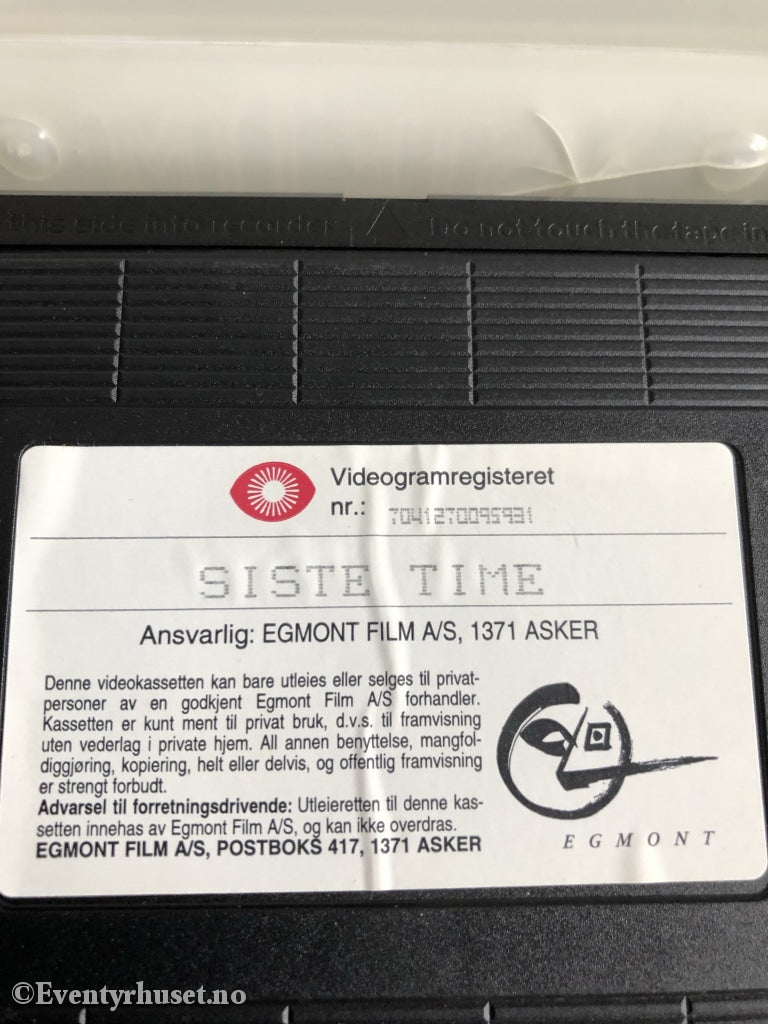 this side into recorder Do not touch the tape in
Videogramregisteret
nr.: 7041270095931
SISTE TIME
Ansvarlig: EGMONT FILM A/S, 1371 ASKER
Denne videokassetten kan bare utleies eller selges til privat-
personer av en godkjent Egmont Film A/S forhandler.
Kassetten er kunt ment til privat bruk, d.v.s. til framvisning
uten vederlag i private hjem. All annen benyttelse, mangfol-
diggjøring, kopiering, helt eller delvis, og offentlig framvisning
er strengt forbudt.
Advarsel til forretningsdrivende: Utleieretten til denne kas-
setten innehas av Egmont Film A/S, og kan ikke overdras.
EGMONT FILM A/S, POSTBOKS 417, 1371 ASKER
EGMONT
©Eventyrhuset.no